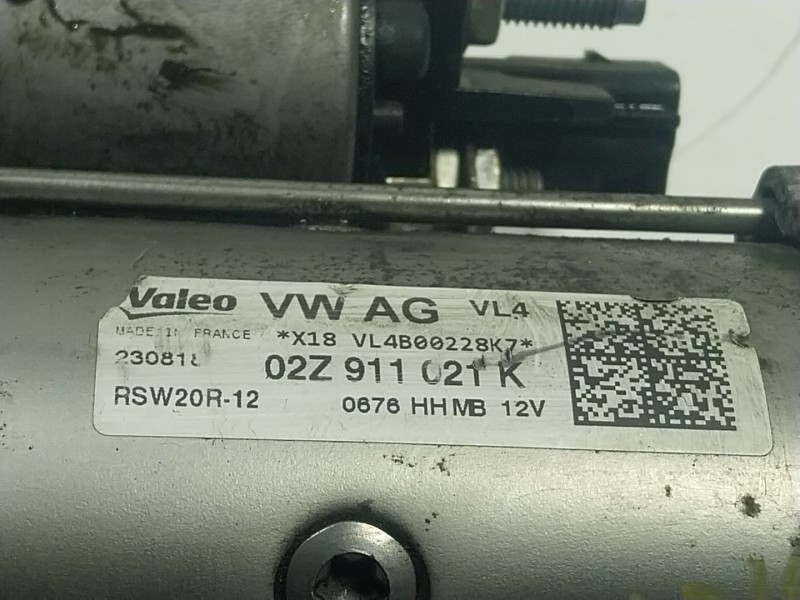 Valeo VW AG VL4
MADE IN FRANCE *X18 VL4B00228K7*
230818 02Z 911 021 K
RSW20R-12 0676 HHMB 12V